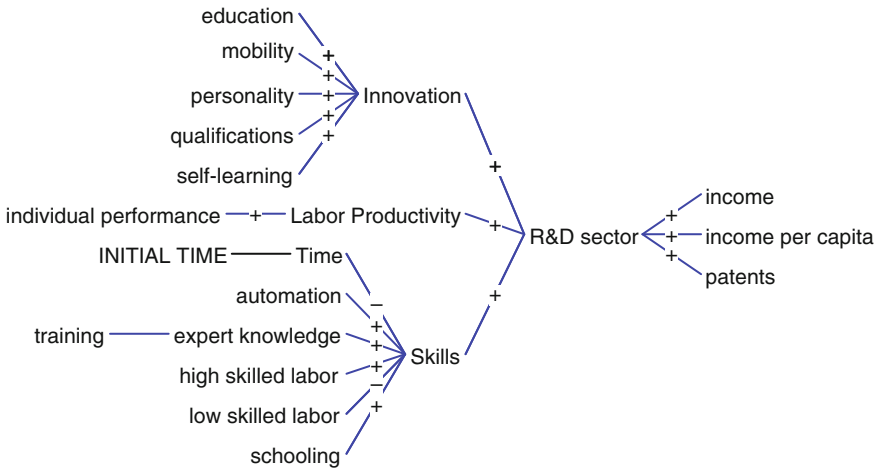 education
+
mobility
+
personality
+
qualifications
+
self-learning
+
Innovation
+
individual performance + Labor Productivity
+
INITIAL TIME Time
–
automation
+
training expert knowledge
+
high skilled labor
+
low skilled labor
–
schooling
+
Skills
+
R&D sector
+
income
+
income per capita
+
patents